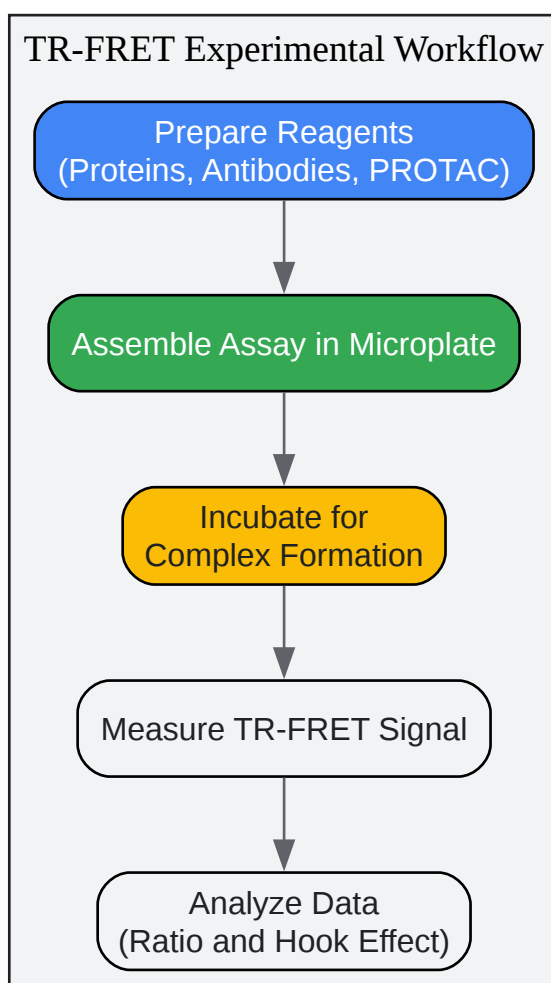 TR-FRET Experimental Workflow
Prepare Reagents
(Proteins, Antibodies, PROTAC)
Assemble Assay in Microplate
Incubate for
Complex Formation
Measure TR-FRET Signal
Analyze Data
(Ratio and Hook Effect)